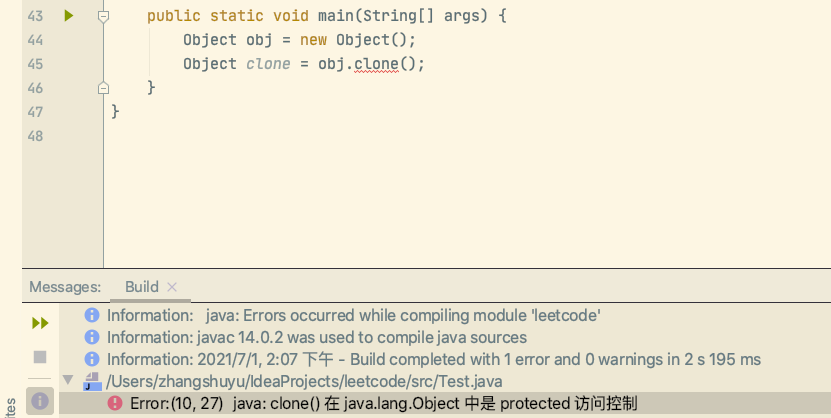 43 public static void main(String[] args) {
44 Object obj = new Object();
45 Object clone = obj.clone();
46 }
47 }
48
Messages: Build ×
Information: java: Errors occurred while compiling module 'leetcode'
Information: javac 14.0.2 was used to compile java sources
Information: 2021/7/1, 2:07 下午 - Build completed with 1 error and 0 warnings in 2 s 195 ms
/Users/zhangshuyu/IdeaProjects/leetcode/src/Test.java
Error:(10, 27) java: clone() 在 java.lang.Object 中是 protected 访问控制